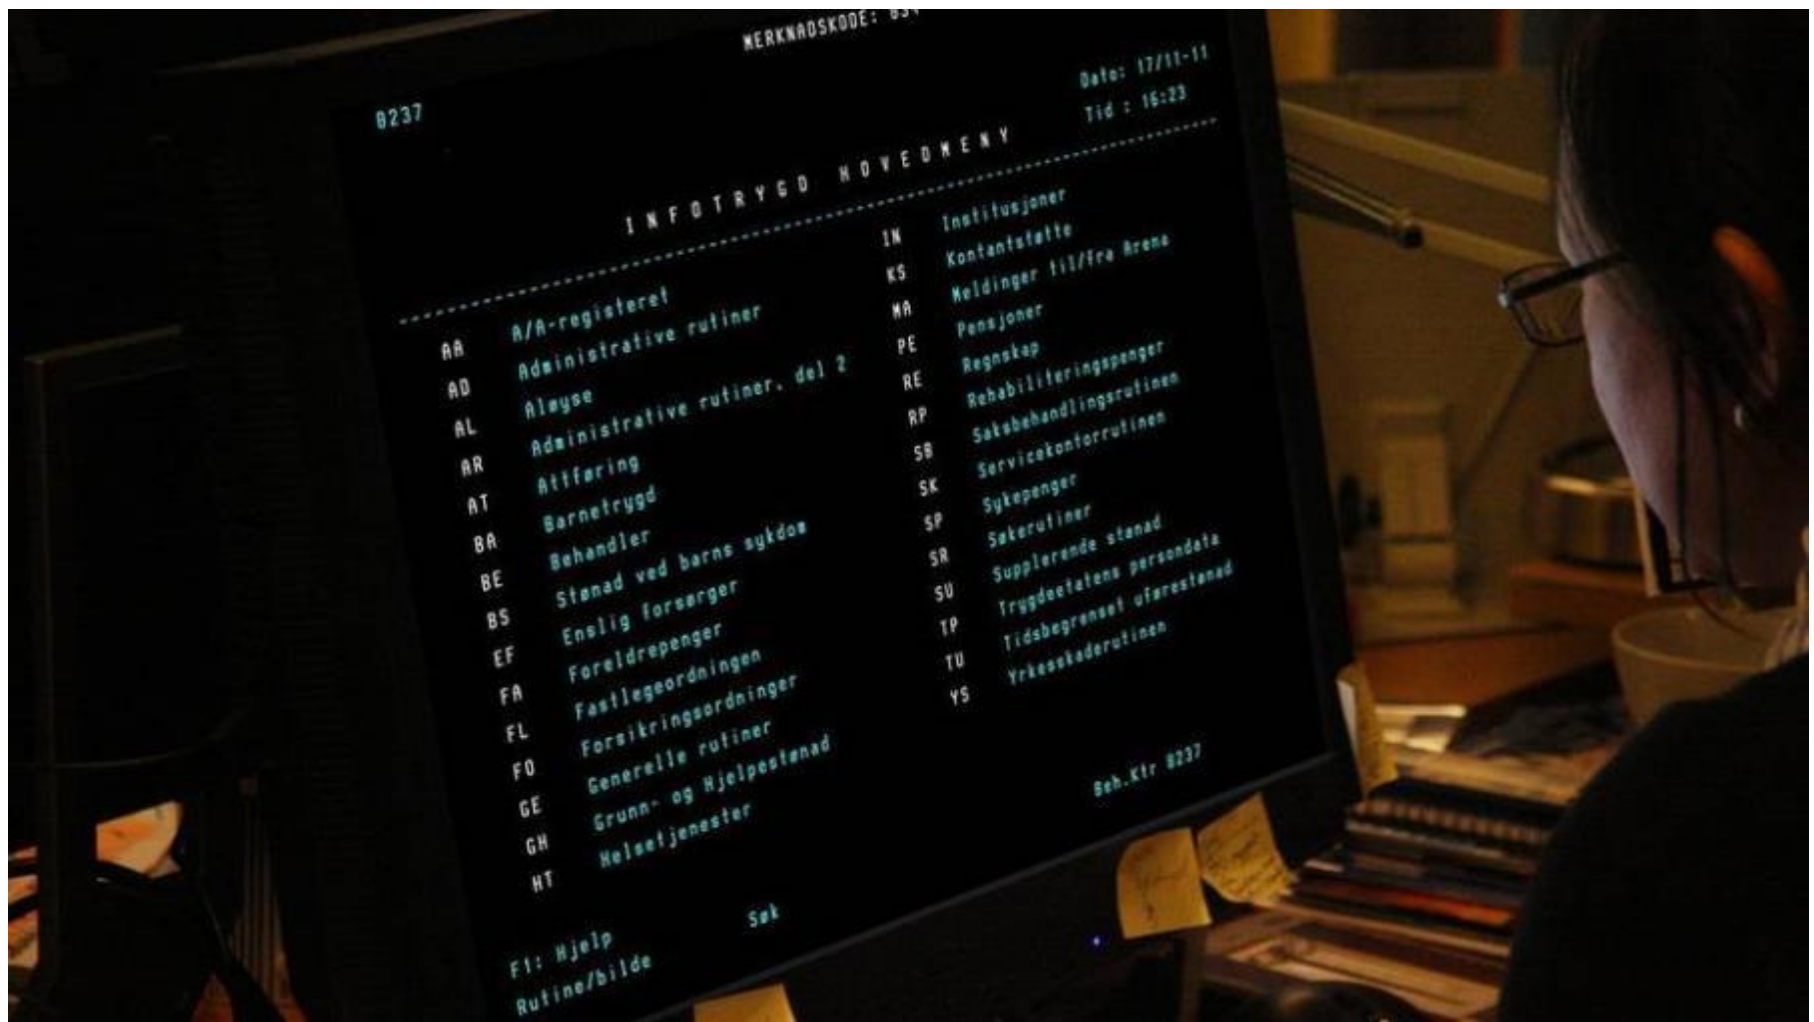 MERKNADSKODE:
0237
Dato: 17/11-11
Tid : 16:23
INFOTRYGD HOVEDMENY
AA A/A-registeret
AD Administrative rutiner
AL Aløyse
AR Administrative rutiner, del 2
AT Attføring
BA Barnetrygd
BE Behandler
BS Stønad ved barns sykdom
EF Enslig forsørger
FA Foreldrepenger
FL Fastlegeordningen
FO Forsikringsordninger
GE Generelle rutiner
GH Grunn- og Hjelpestønad
HT Helsetjenester
IN Institusjoner
KS Kontantstøtte
MA Meldinger til/fra Arena
PE Pensjoner
RE Regnskap
RP Rehabiliteringspenger
SB Saksbehandlingsrutinen
SK Servicekontorrutinen
SP Sykepenger
SR Søkerutiner
SU Supplerende stønad
TP Trygdeetatens persondata
TU Tidsbegrenset uførestønad
YS Yrkesskaderutinen
Beh.Ktr 0237
F1: Hjelp Søk
Rutine/bilde